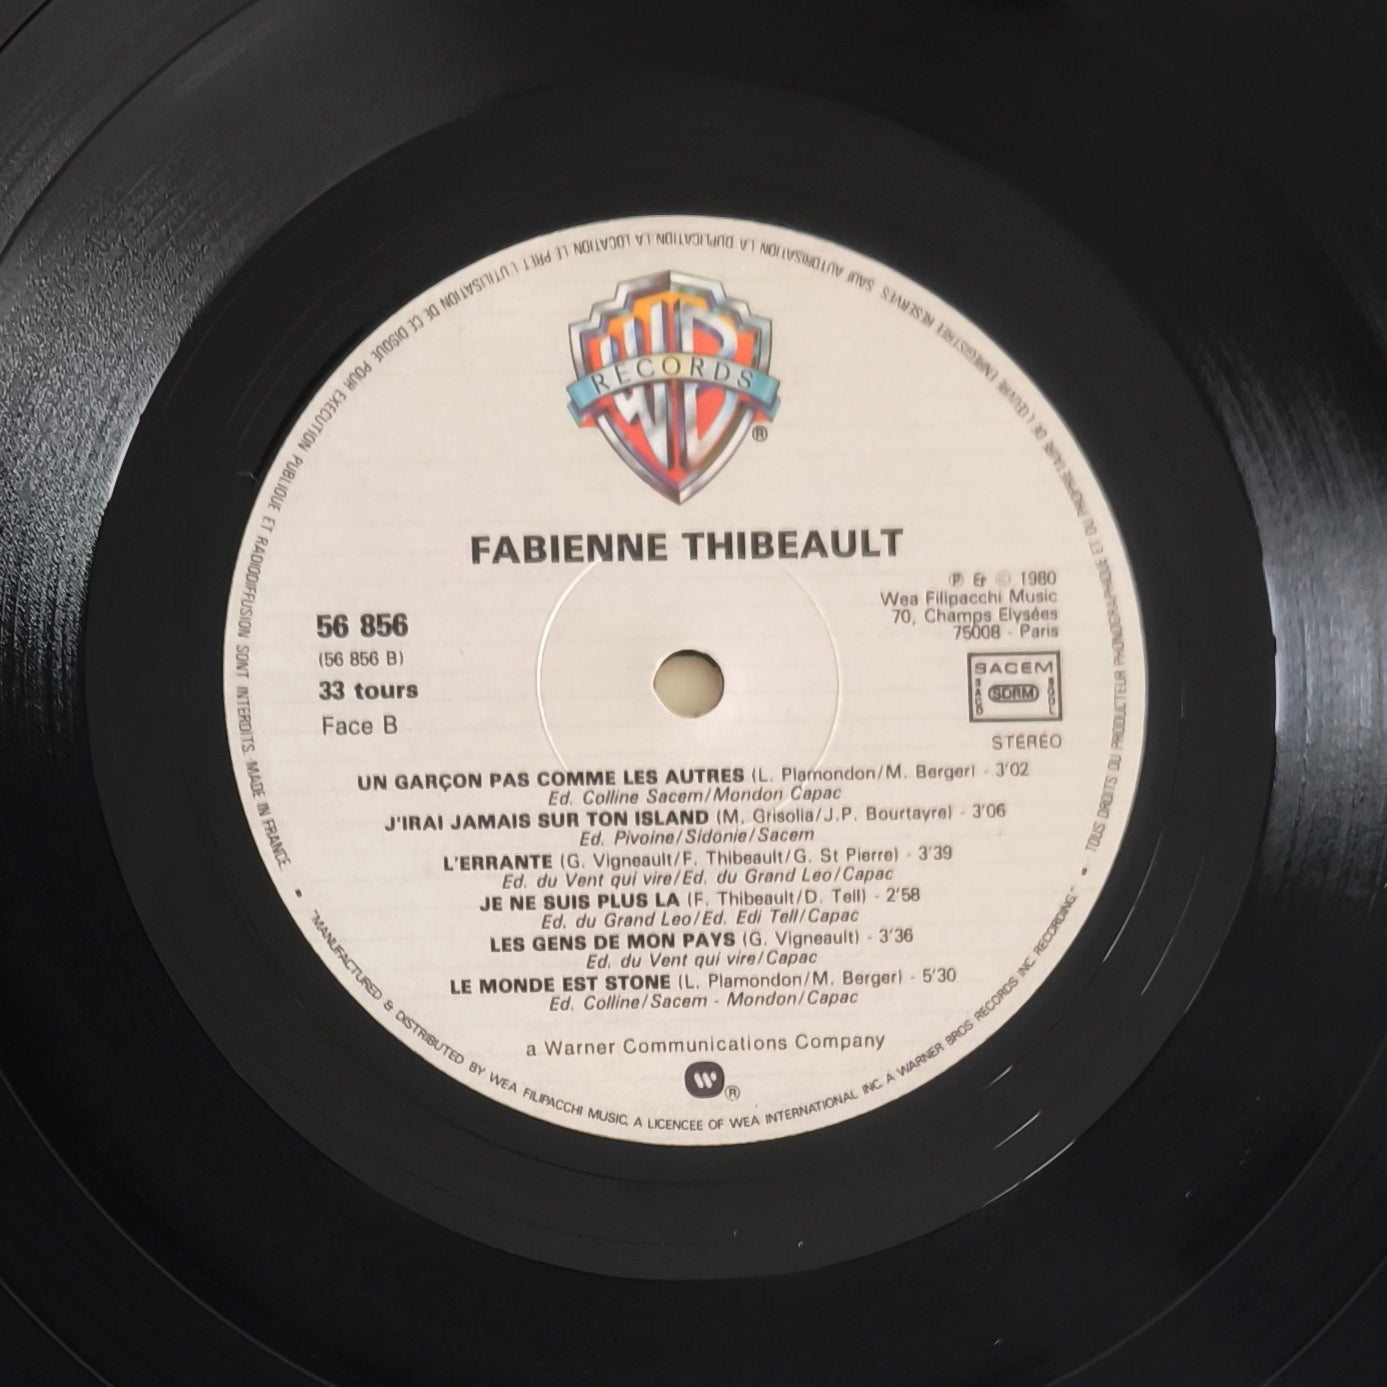 RECORDS
®
FABIENNE THIBEAULT
℗ & © 1980
Wea Filipacchi Music
70, Champs Elysées
75008 - Paris
56 856
(56 856 B)
33 tours
Face B
SACEM
SACD SDRM SGDL
STÉRÉO
UN GARÇON PAS COMME LES AUTRES (L. Plamondon/M. Berger) - 3'02
Ed. Colline Sacem/Mondon Capac
J'IRAI JAMAIS SUR TON ISLAND (M. Grisolia/J.P. Bourtayre) - 3'06
Ed. Pivoine/Sidonie/Sacem
L'ERRANTE (G. Vigneault/F. Thibeault/G. St Pierre) - 3'39
Ed. du Vent qui vire/Ed. du Grand Leo/Capac
JE NE SUIS PLUS LA (F. Thibeault/D. Tell) - 2'58
Ed. du Grand Leo/Ed. Edi Tell/Capac
LES GENS DE MON PAYS (G. Vigneault) - 3'36
Ed. du Vent qui vire/Capac
LE MONDE EST STONE (L. Plamondon/M. Berger) - 5'30
Ed. Colline/Sacem - Mondon/Capac
a Warner Communications Company
®
TOUS DROITS DU PRODUCTEUR PHONOGRAPHIQUE ET DU PROPRIETAIRE DE L'ŒUVRE ENREGISTREE RESERVES. SAUF AUTORISATION LA DUPLICATION LA LOCATION LE PRET L'UTILISATION DE CE DISQUE POUR EXECUTION PUBLIQUE ET RADIODIFFUSION SONT INTERDITS. MADE IN FRANCE.
• "MANUFACTURED & DISTRIBUTED BY WEA FILIPACCHI MUSIC, A LICENCEE OF WEA INTERNATIONAL INC. A WARNER BROS RECORDS INC. RECORDING." •